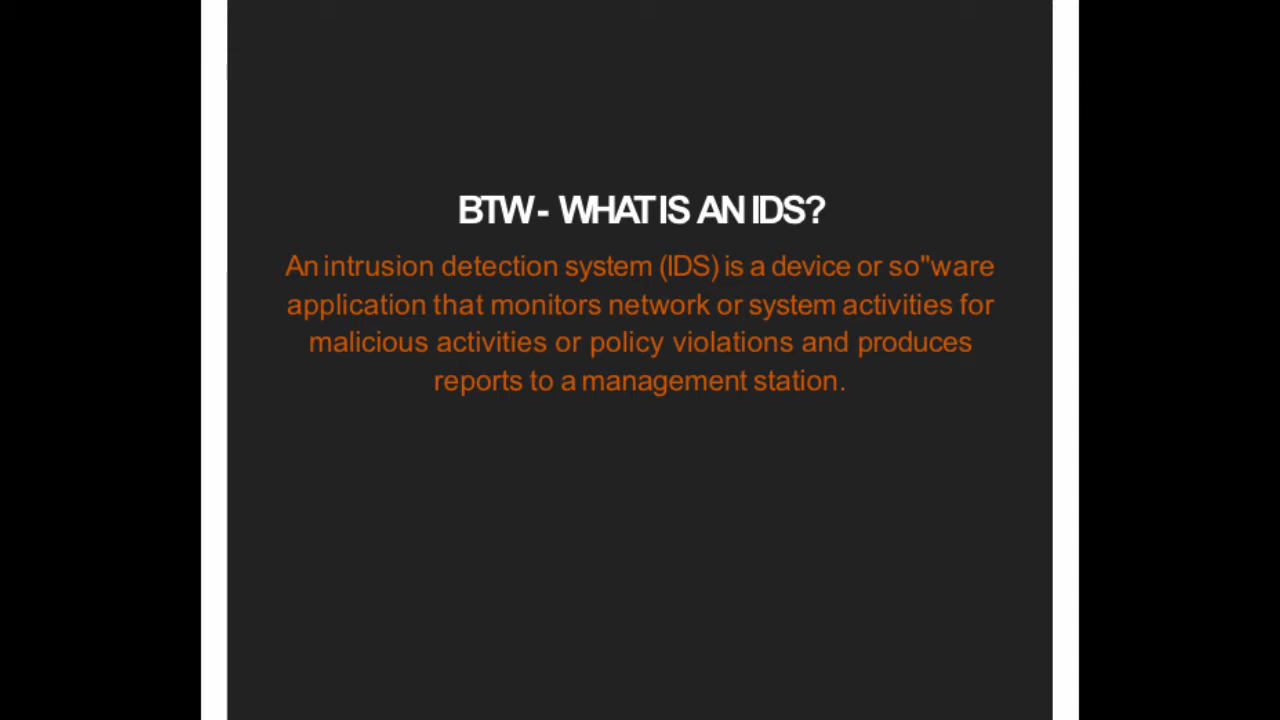 BTW - WHAT IS AN IDS?
An intrusion detection system (IDS) is a device or so"ware
application that monitors network or system activities for
malicious activities or policy violations and produces
reports to a management station.